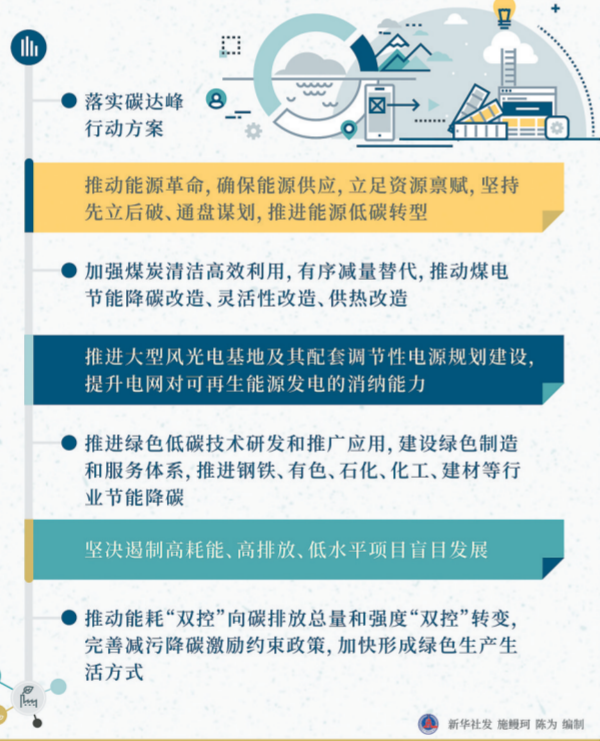 落实碳达峰
行动方案
推动能源革命, 确保能源供应, 立足资源禀赋, 坚持
先立后破、通盘谋划, 推进能源低碳转型
加强煤炭清洁高效利用, 有序减量替代, 推动煤电
节能降碳改造、灵活性改造、供热改造
推进大型风光电基地及其配套调节性电源规划建设,
提升电网对可再生能源发电的消纳能力
推进绿色低碳技术研发和推广应用, 建设绿色制造
和服务体系, 推进钢铁、有色、石化、化工、建材等行
业节能降碳
坚决遏制高耗能、高排放、低水平项目盲目发展
推动能耗“双控”向碳排放总量和强度“双控”转变,
完善减污降碳激励约束政策, 加快形成绿色生产生
活方式
新华社发 施鳗珂 陈为 编制